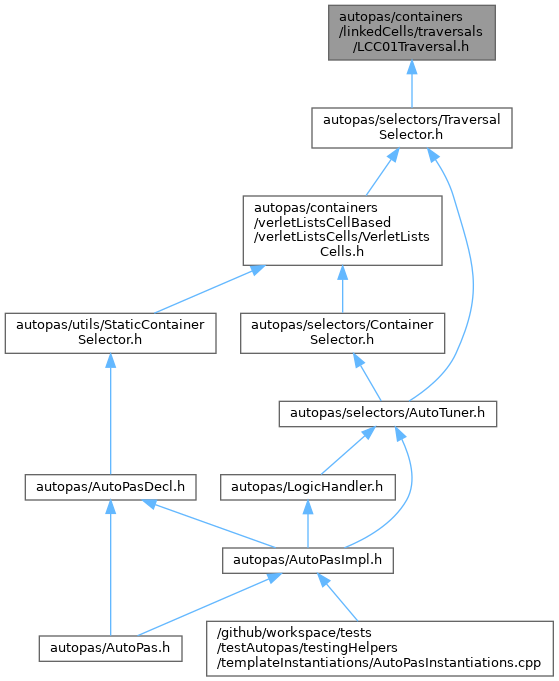 autopas/containers
/linkedCells/traversals
/LCC01Traversal.h
autopas/selectors/Traversal
Selector.h
autopas/containers
/verletListsCellBased
/verletListsCells/VerletLists
Cells.h
autopas/utils/StaticContainer
Selector.h
autopas/selectors/Container
Selector.h
autopas/selectors/AutoTuner.h
autopas/AutoPasDecl.h
autopas/LogicHandler.h
autopas/AutoPasImpl.h
autopas/AutoPas.h
/github/workspace/tests
/testAutopas/testingHelpers
/templateInstantiations/AutoPasInstantiations.cpp